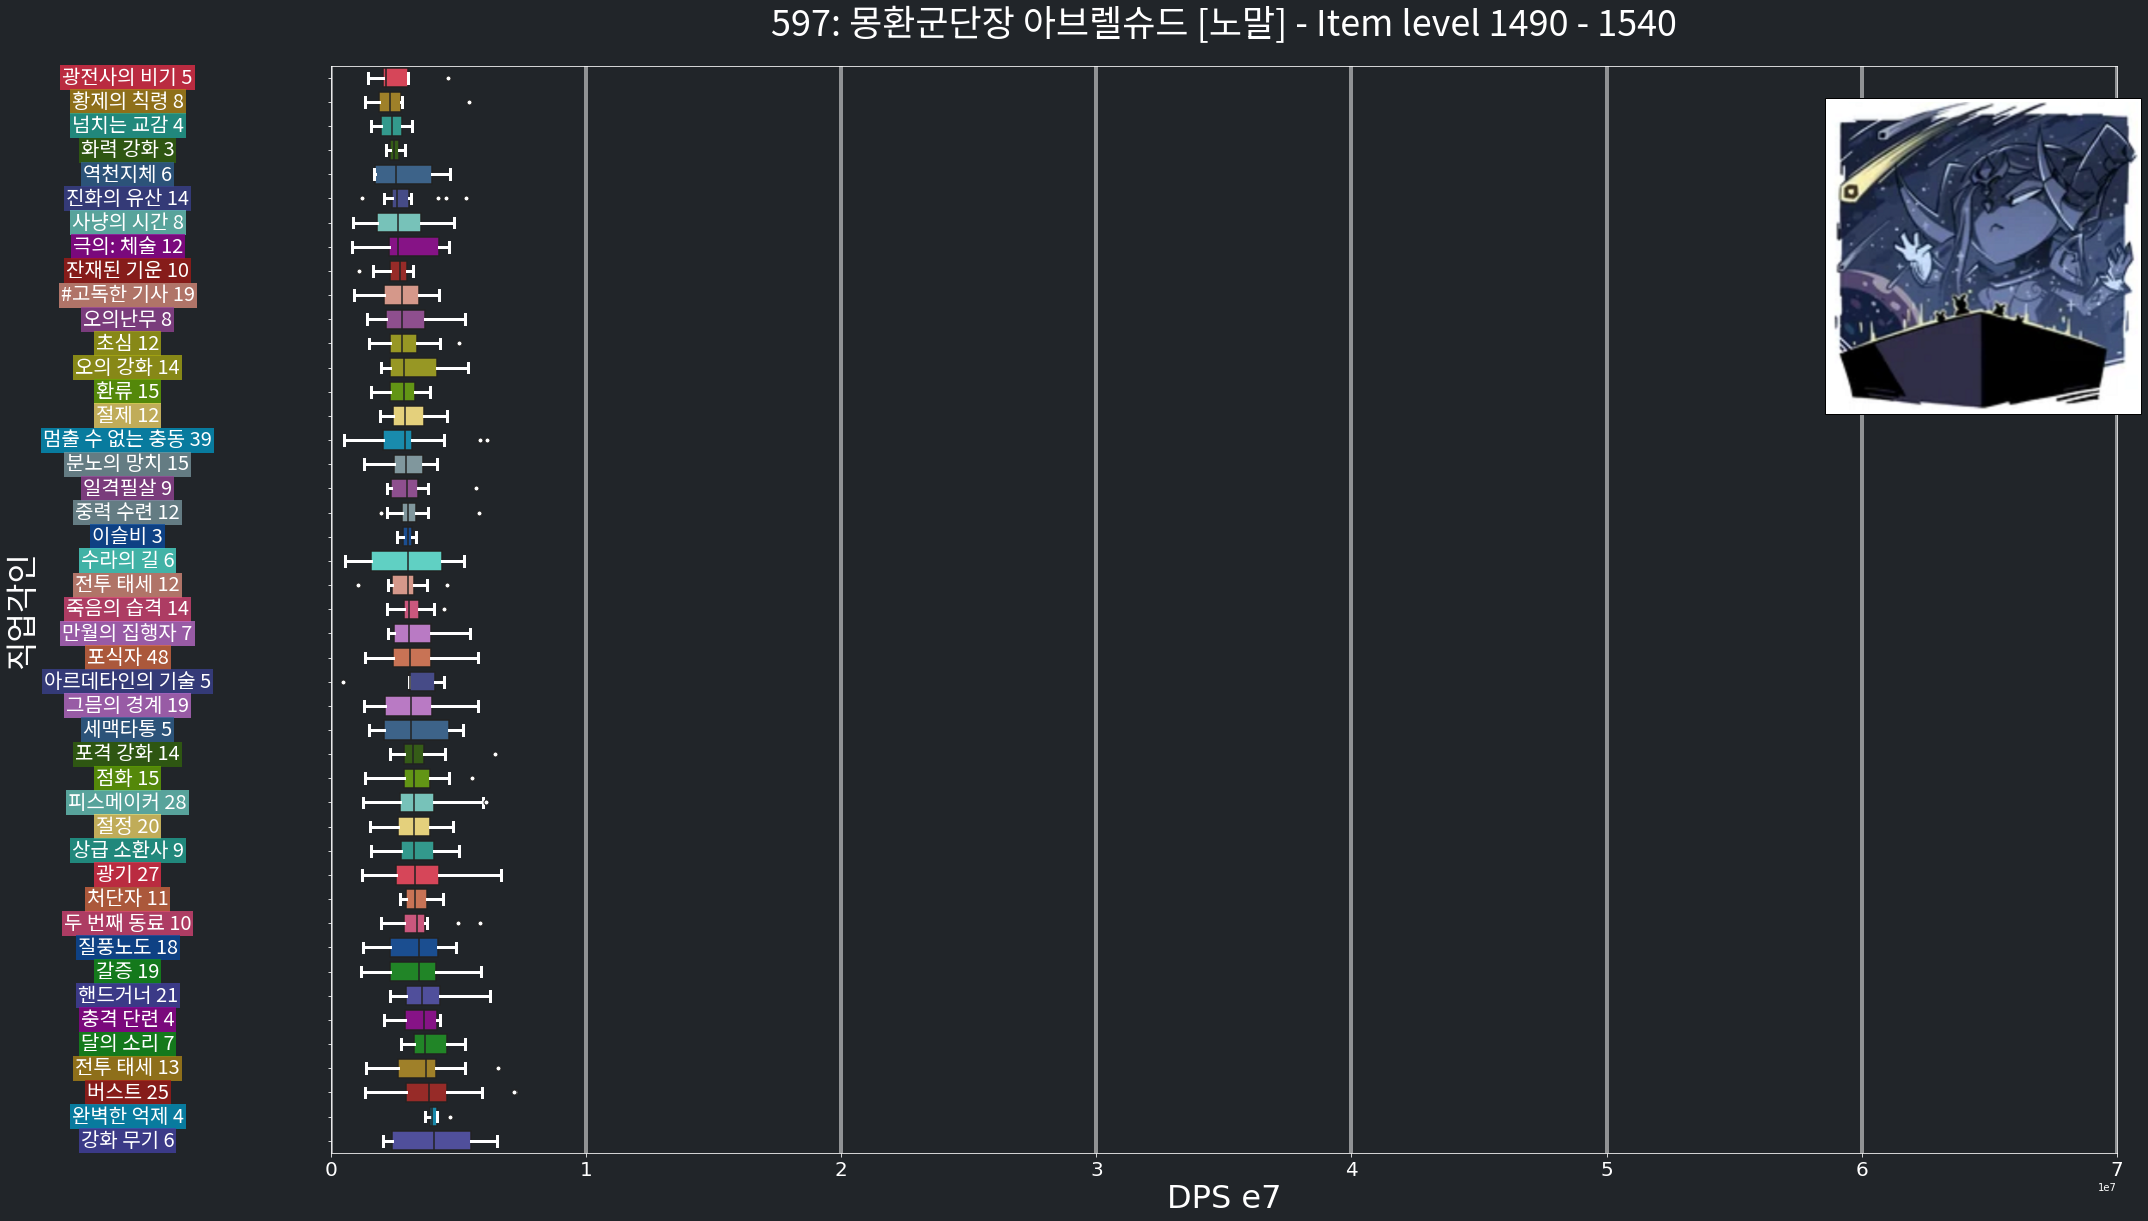 597: 몽환군단장 아브렐슈드 [노말] - Item level 1490 - 1540
광전사의 비기 5
황제의 칙령 8
넘치는 교감 4
화력 강화 3
역천지체 6
진화의 유산 14
사냥의 시간 8
극의: 체술 12
잔재된 기운 10
#고독한 기사 19
오의난무 8
초심 12
오의 강화 14
환류 15
절제 12
멈출 수 없는 충동 39
분노의 망치 15
일격필살 9
중력 수련 12
이슬비 3
수라의 길 6
전투 태세 12
죽음의 습격 14
만월의 집행자 7
포식자 48
아르데타인의 기술 5
그믐의 경계 19
세맥타통 5
포격 강화 14
점화 15
피스메이커 28
절정 20
상급 소환사 9
광기 27
처단자 11
두 번째 동료 10
질풍노도 18
갈증 19
핸드거너 21
충격 단련 4
달의 소리 7
전투 태세 13
버스트 25
완벽한 억제 4
강화 무기 6
직업각인
0 1 2 3 4 5 6 7
1e7
DPS e7